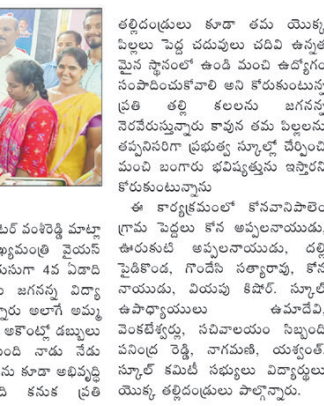 టర్ వంశీరెడ్డి మాట్లా
ఖ్యమంత్రి వైయస్
రుసుగా 4వ ఏడాది
జగనన్న విద్యా
న్నారు అలాగే అమ్మ
అకౌంట్లో డబ్బులు
ంది నాడు నేడు
ను కూడా అభివృద్ధి
ది కనుక ప్రతి
తల్లిదండ్రులు కూడా తమ యొక్క
పిల్లలు పెద్ద చదువులు చదివి ఉన్నత
మైన స్థానంలో ఉండి మంచి ఉద్యోగం
సంపాదించుకోవాలి అని కోరుకుంటున్న
ప్రతి తల్లి కలలను జగనన్న
నెరవేరుస్తున్నారు కావున తమ పిల్లలను
తప్పనిసరిగా ప్రభుత్వ స్కూల్లో చేర్పించి
మంచి బంగారు భవిష్యత్తును ఇస్తారని
కోరుకుంటున్నాను
ఈ కార్యక్రమంలో కోనవానిపాలెం
గ్రామ పెద్దలు కోన అప్పలనాయుడు,
ఊరుకుటి అప్పలనాయుడు, దల్లి
పైడికొండ, గొందేసి సత్యారావు, కోన
నాయుడు, వియపు కిషోర్. స్కూల్
ఉపాధ్యాయులు ఉమాదేవి,
వెంకటేశ్వర్లు, సచివాలయం సిబ్బంది
పనింద్ర రెడ్డి, నాగమణి, యశ్వంత్.
స్కూల్ కమిటీ సభ్యులు విద్యార్థుల
యొక్క తల్లిదండ్రులు పాల్గొన్నారు.